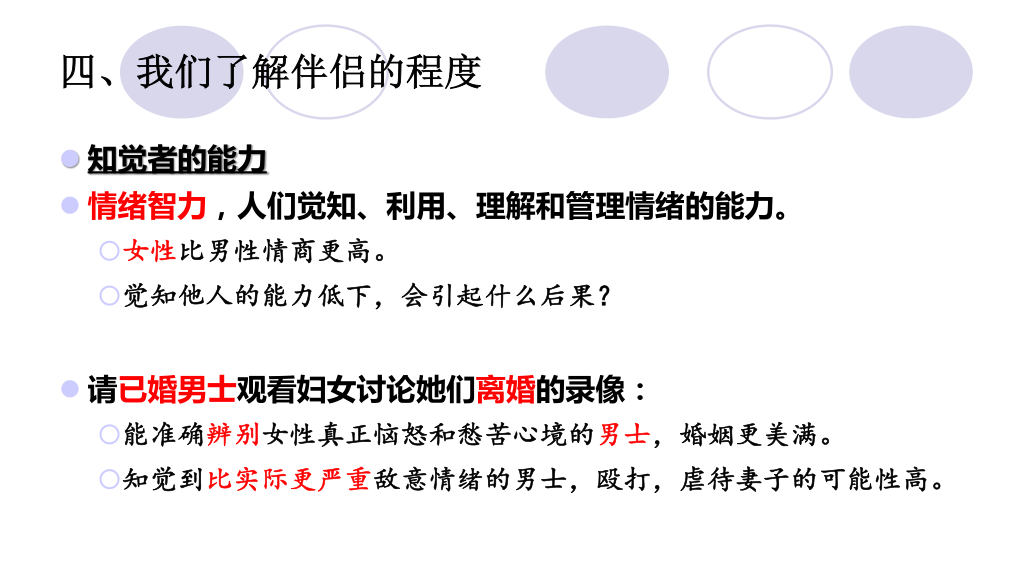 四、我们了解伴侣的程度
知觉者的能力
情绪智力，人们觉知、利用、理解和管理情绪的能力。
女性比男性情商更高。
觉知他人的能力低下，会引起什么后果？
请已婚男士观看妇女讨论她们离婚的录像：
能准确辨别女性真正恼怒和愁苦心境的男士，婚姻更美满。
知觉到比实际更严重敌意情绪的男士，殴打，虐待妻子的可能性高。